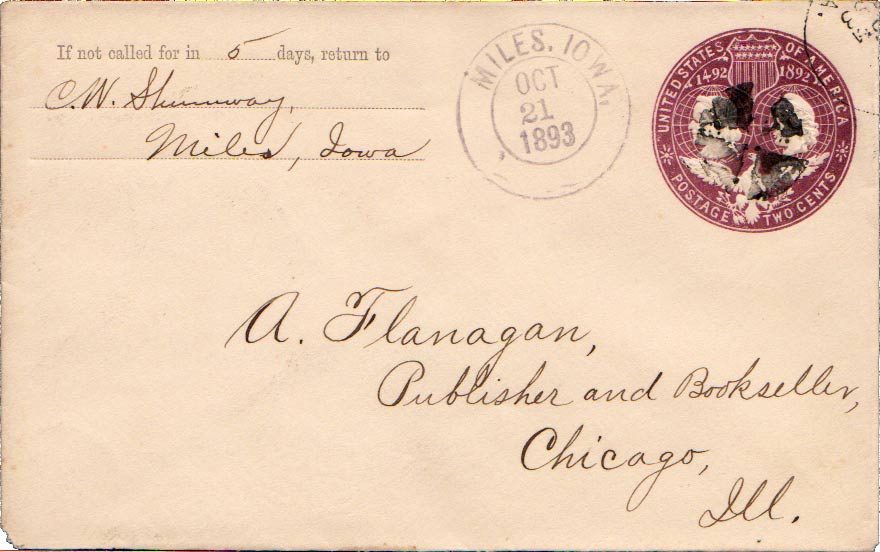 If not called for in 5 days, return to
C.W. Shumway,
Miles, Iowa
MILES, IOWA.
OCT
21
1893
UNITED STATES OF AMERICA
1492 1892
POSTAGE TWO CENTS
A. Flanagan,
Publisher and Bookseller,
Chicago,
Ill.